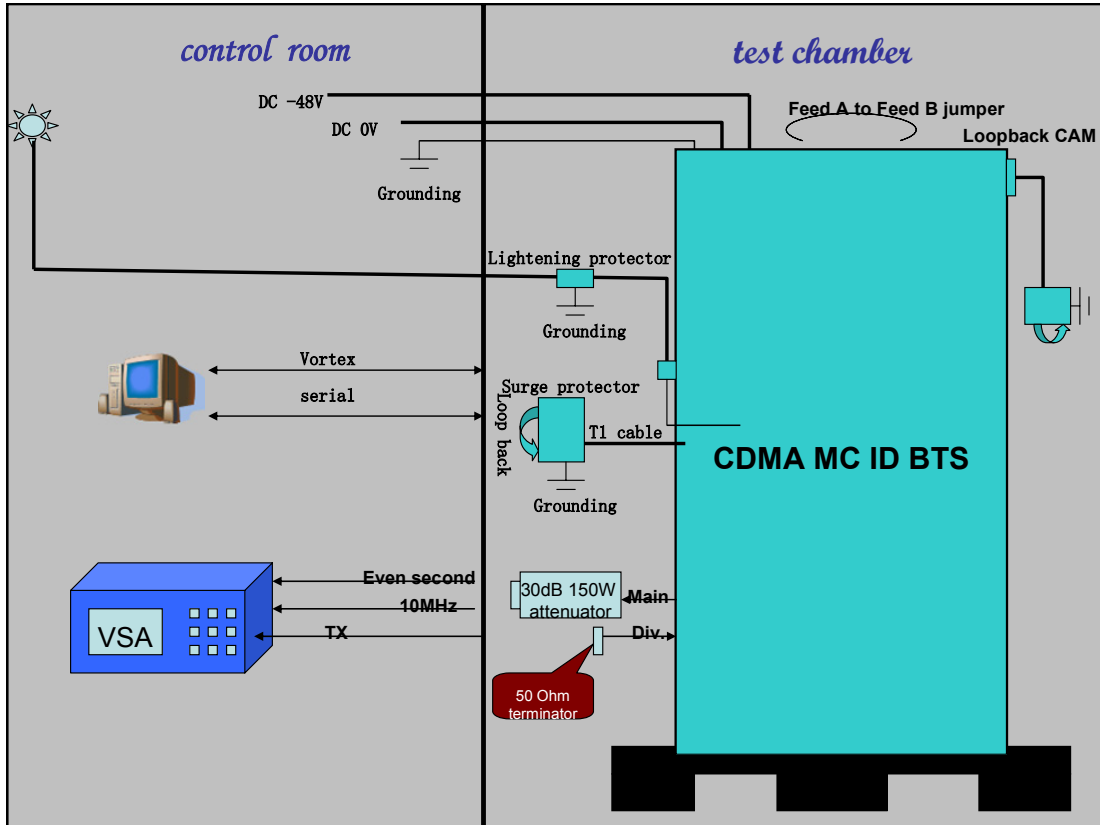 control room
test chamber
DC -48V
Feed A to Feed B jumper
DC 0V
Loopback CAM
Grounding
Lightening protector
Grounding
Vortex
Surge protector
serial
Loop back
T1 cable
CDMA MC ID BTS
Grounding
Even second
30dB 150W
attenuator
Main
10MHz
VSA
TX
Div.
50 Ohm
terminator